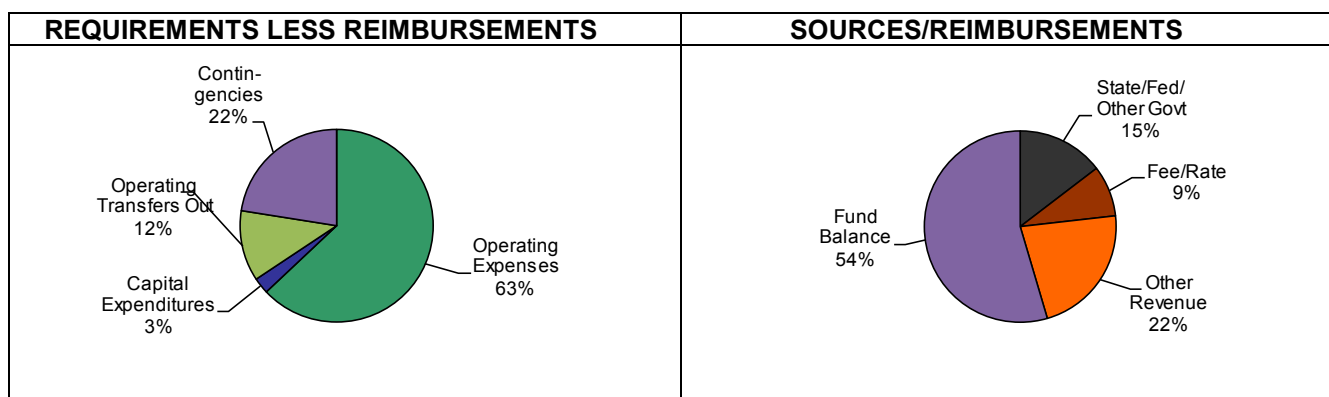 REQUIREMENTS LESS REIMBURSEMENTS
Contin-
gencies
22%
Operating
Transfers Out
12%
Capital
Expenditures
3%
Operating
Expenses
63%
SOURCES/REIMBURSEMENTS
State/Fed/
Other Govt
15%
Fee/Rate
9%
Fund
Balance
54%
Other
Revenue
22%